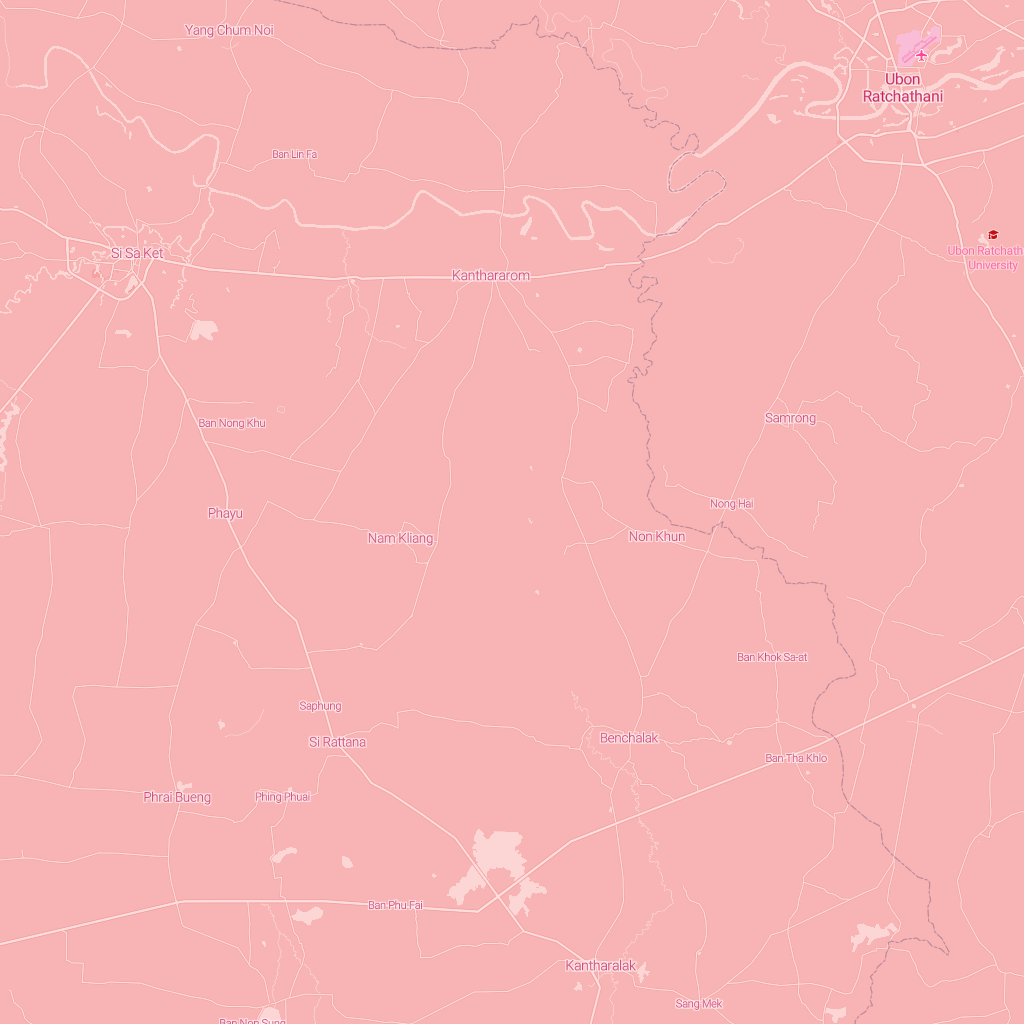 Yang Chum Noi
Ubon
Ratchathani
Ban Lin Fa
Si Sa Ket
Ubon Ratchath
University
Kanthararom
Samrong
Ban Nong Khu
Nong Hai
Phayu
Nam Kliang
Non Khun
Ban Khok Sa-at
Saphung
Si Rattana
Benchalak
Ban Tha Khlo
Phrai Bueng
Phing Phuai
Ban Phu Fai
Kantharalak
Sang Mek
Ban Non Sung